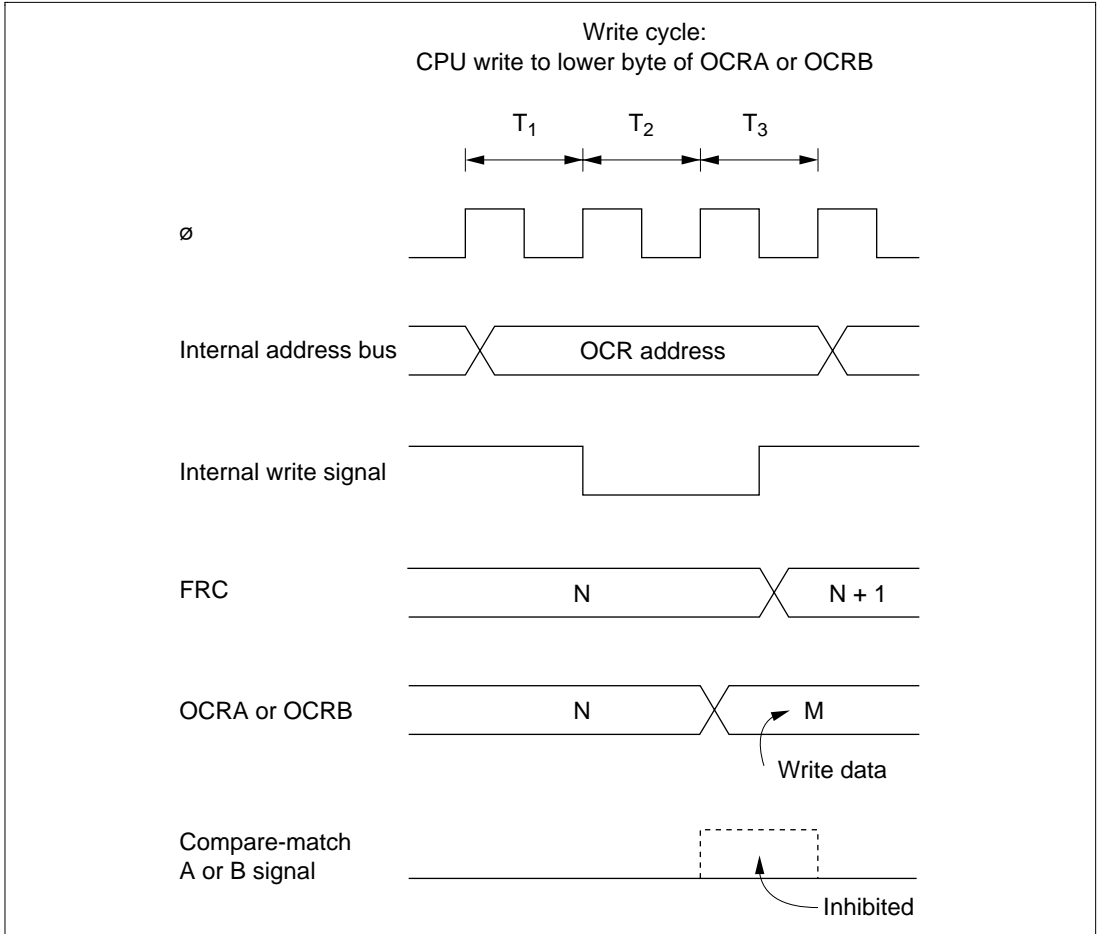 Write cycle:
CPU write to lower byte of OCRA or OCRB
T1 T2 T3
ø
Internal address bus
OCR address
Internal write signal
FRC
N
N + 1
OCRA or OCRB
N
M
Write data
Compare-match
A or B signal
Inhibited